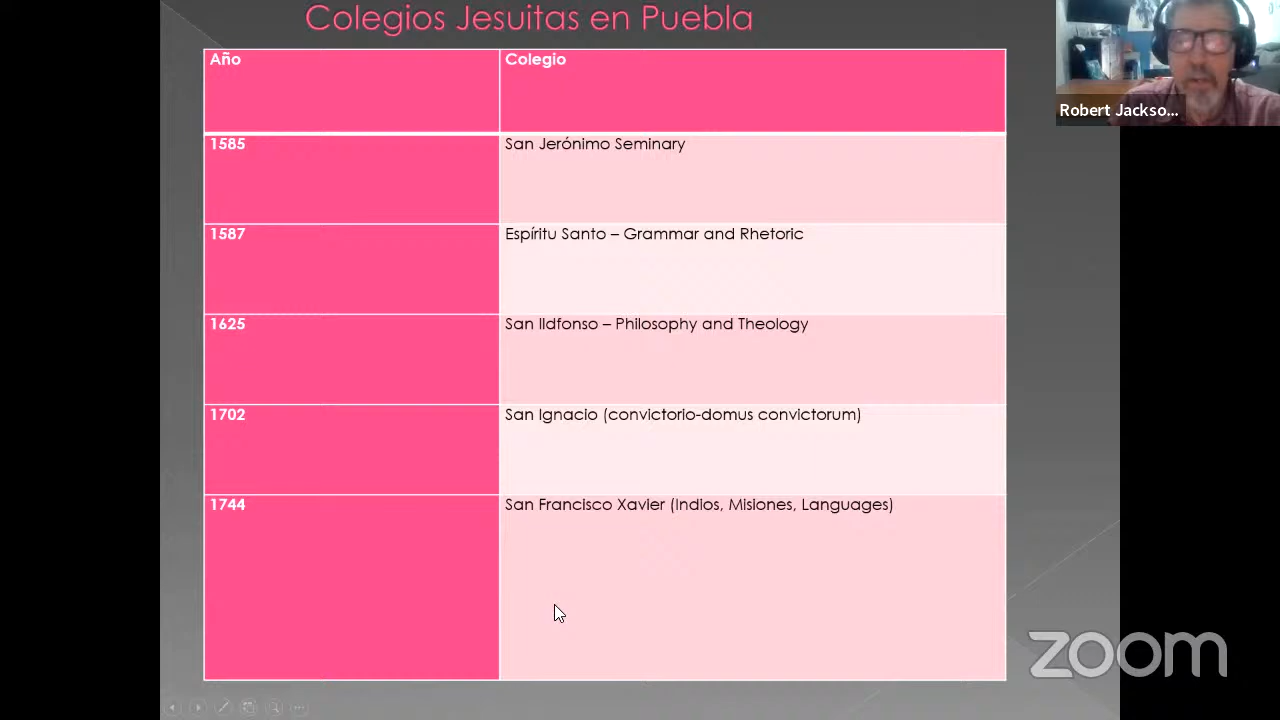 Colegios Jesuitas en Puebla
Año
Colegio
1585
San Jerónimo Seminary
1587
Espíritu Santo – Grammar and Rhetoric
1625
San Ildfonso – Philosophy and Theology
1702
San Ignacio (convictorio-domus convictorum)
1744
San Francisco Xavier (Indios, Misiones, Languages)
Robert Jackso...
zoom